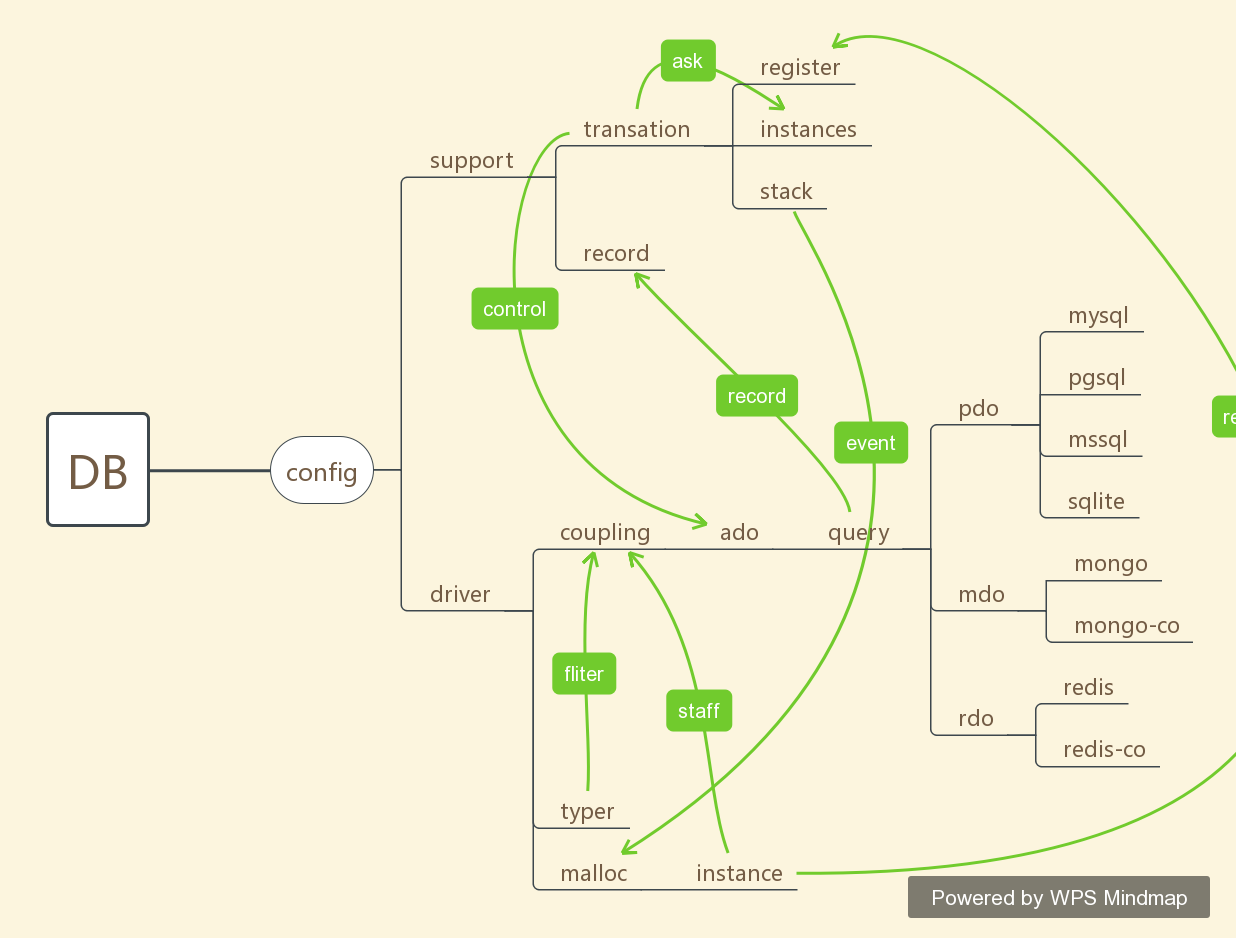 ask
register
transation
instances
support
stack
record
control
mysql
pgsql
record
pdo
mssql
event
DB
config
sqlite
coupling
ado
query
mongo
driver
mdo
mongo-co
fliter
redis
staff
rdo
redis-co
typer
malloc
instance
Powered by WPS Mindmap